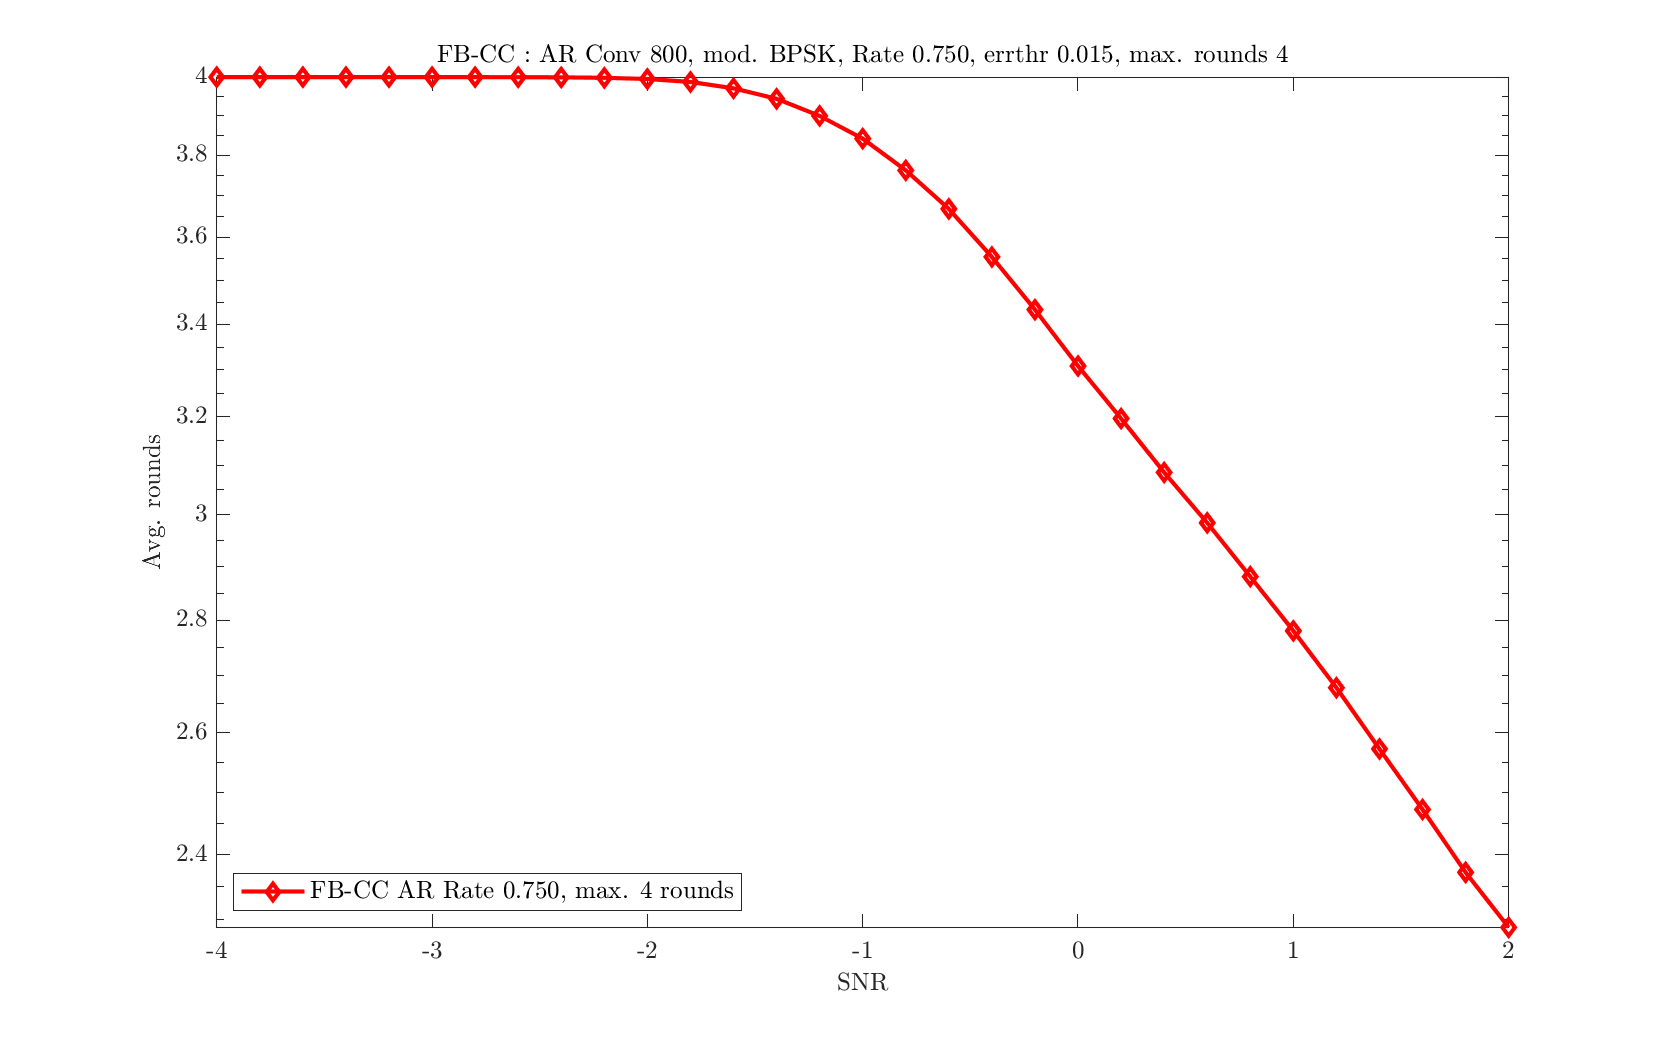 FB-CC : AR Conv 800, mod. BPSK, Rate 0.750, errthr 0.015, max. rounds 4
4
3.8
3.6
3.4
3.2
3
2.8
2.6
2.4
Avg. rounds
FB-CC AR Rate 0.750, max. 4 rounds
-4 -3 -2 -1 0 1 2
SNR